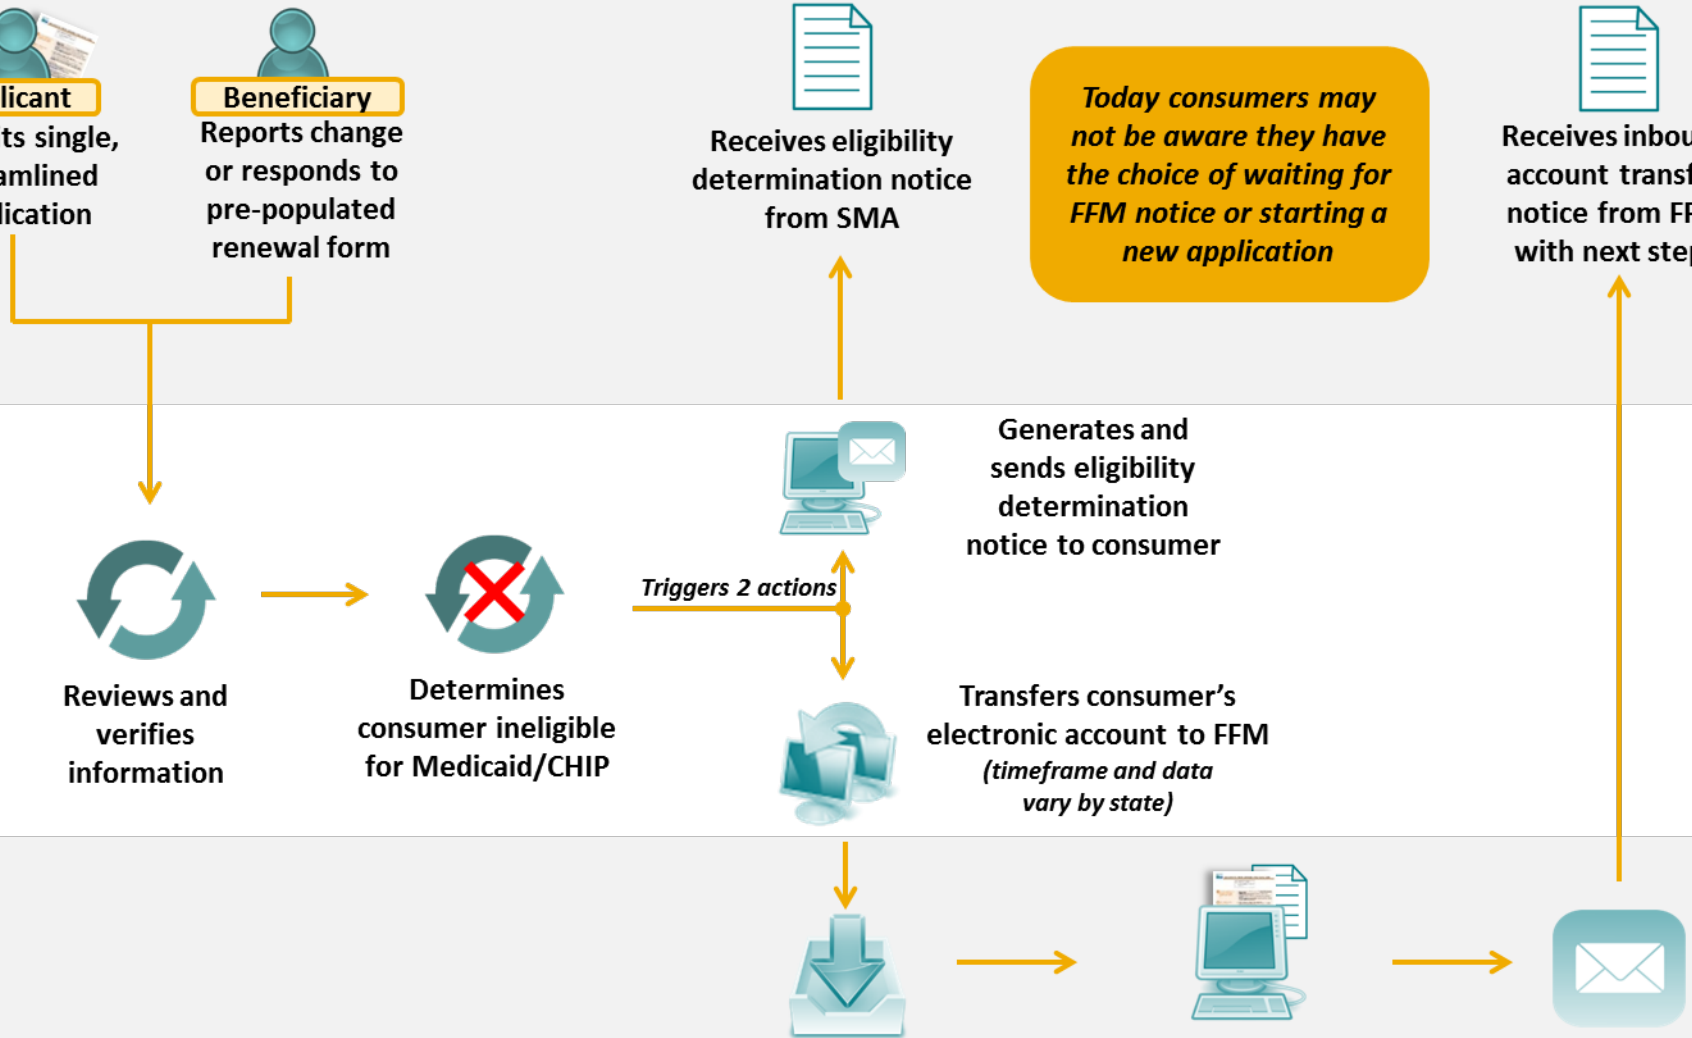 licant
ts single,
amlined
lication
Beneficiary
Reports change
or responds to
pre-populated
renewal form
Receives eligibility
determination notice
from SMA
Today consumers may
not be aware they have
the choice of waiting for
FFM notice or starting a
new application
Receives inbou
account transf
notice from FF
with next step
Generates and
sends eligibility
determination
notice to consumer
Triggers 2 actions
Reviews and
verifies
information
Determines
consumer ineligible
for Medicaid/CHIP
Transfers consumer’s
electronic account to FFM
(timeframe and data
vary by state)